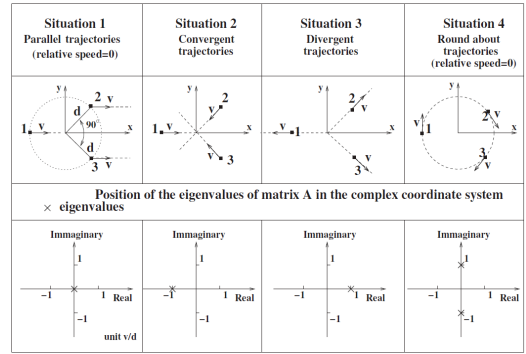 Situation 1
Parallel trajectories
(relative speed=0)
Situation 2
Convergent
trajectories
Situation 3
Divergent
trajectories
Situation 4
Round about
trajectories
(relative speed=0)
y
2 v
d
1 v
90°
x
d
3 v
y
2
v
1 v
x
v
3
y
2
v
v 1
x
v
3
y
v
1
2
v
x
3
v
Position of the eigenvalues of matrix A in the complex coordinate system
× eigenvalues
Immaginary
1
−1
1 Real
−1
unit v/d
Immaginary
1
−1
1 Real
−1
Immaginary
1
−1
1 Real
−1
Immaginary
1
−1
1 Real
−1